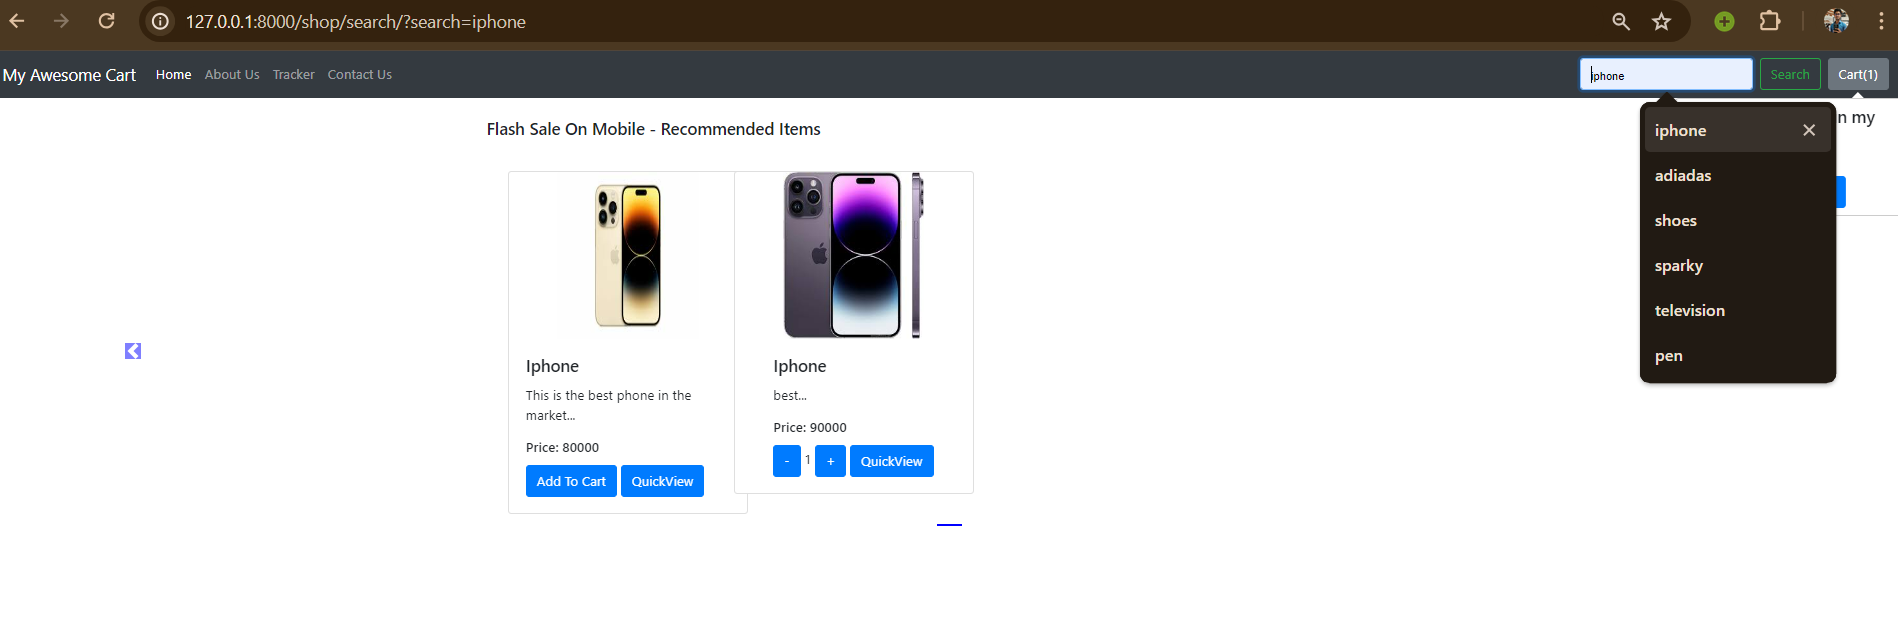 127.0.0.1:8000/shop/search/?search=iphone
My Awesome Cart Home About Us Tracker Contact Us iphone Search Cart(1)
n my
Flash Sale On Mobile - Recommended Items
iphone
adiadas
shoes
sparky
television
pen
Iphone
This is the best phone in the
market...
Price: 80000
Add To Cart QuickView
Iphone
best...
Price: 90000
- 1 + QuickView